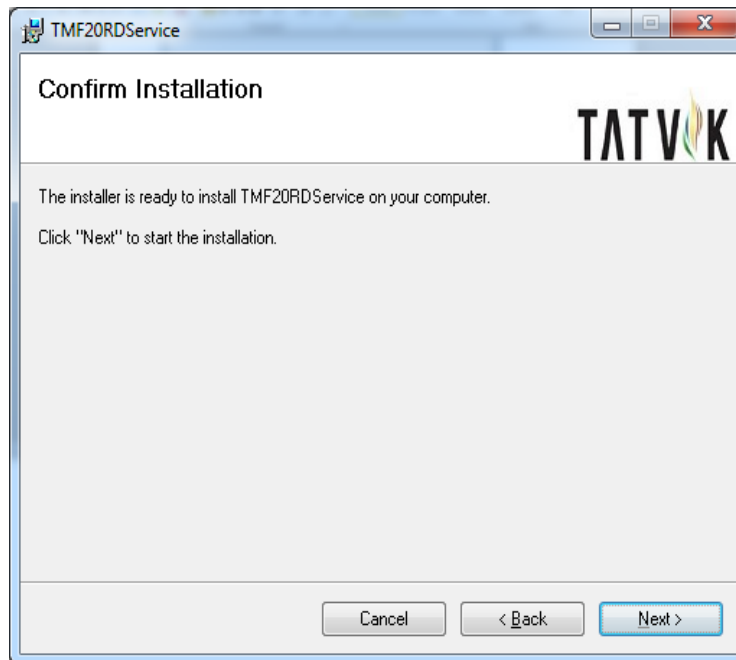 TMF20RDService
Confirm Installation
TATVIK
The installer is ready to install TMF20RDService on your computer.
Click "Next" to start the installation.
Cancel
< Back
Next >